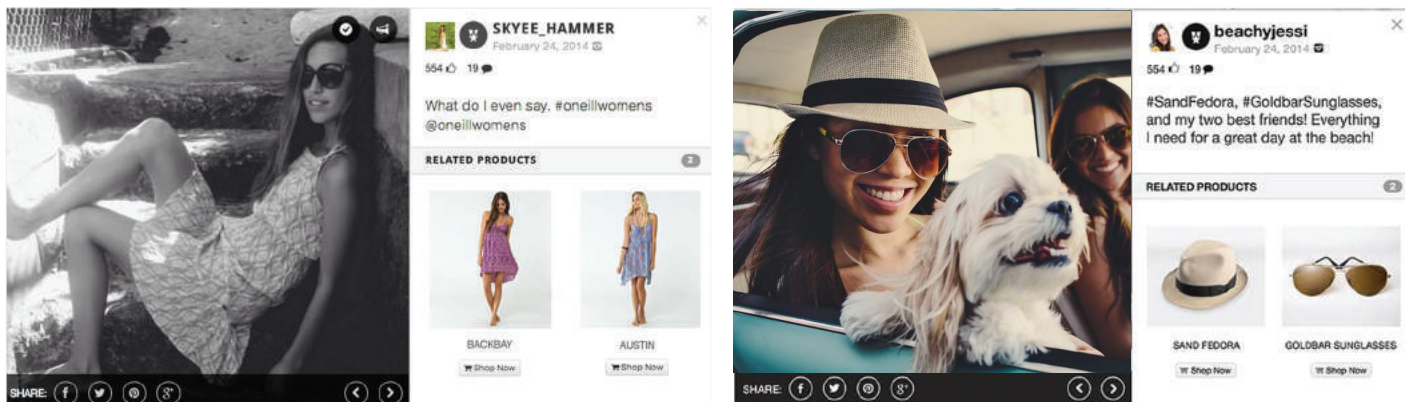 SKYEE_HAMMER
February 24, 2014
554 19
What do I even say. #oneillwomens
@oneillwomens
RELATED PRODUCTS 2
BACKBAY AUSTIN
Shop Now Shop Now
SHARE: f g+
beachyjessi
February 24, 2014
554 19
#SandFedora, #GoldbarSunglasses,
and my two best friends! Everything
I need for a great day at the beach!
RELATED PRODUCTS 2
SAND FEDORA GOLDBAR SUNGLASSES
Shop Now Shop Now
SHARE: f g+